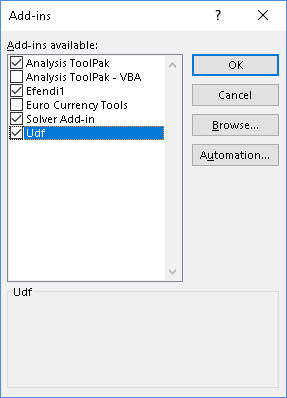 Add-ins
Add-ins available:
Analysis ToolPak
Analysis ToolPak - VBA
Efendi1
Euro Currency Tools
Solver Add-in
Udf
OK
Cancel
Browse...
Automation...
Udf